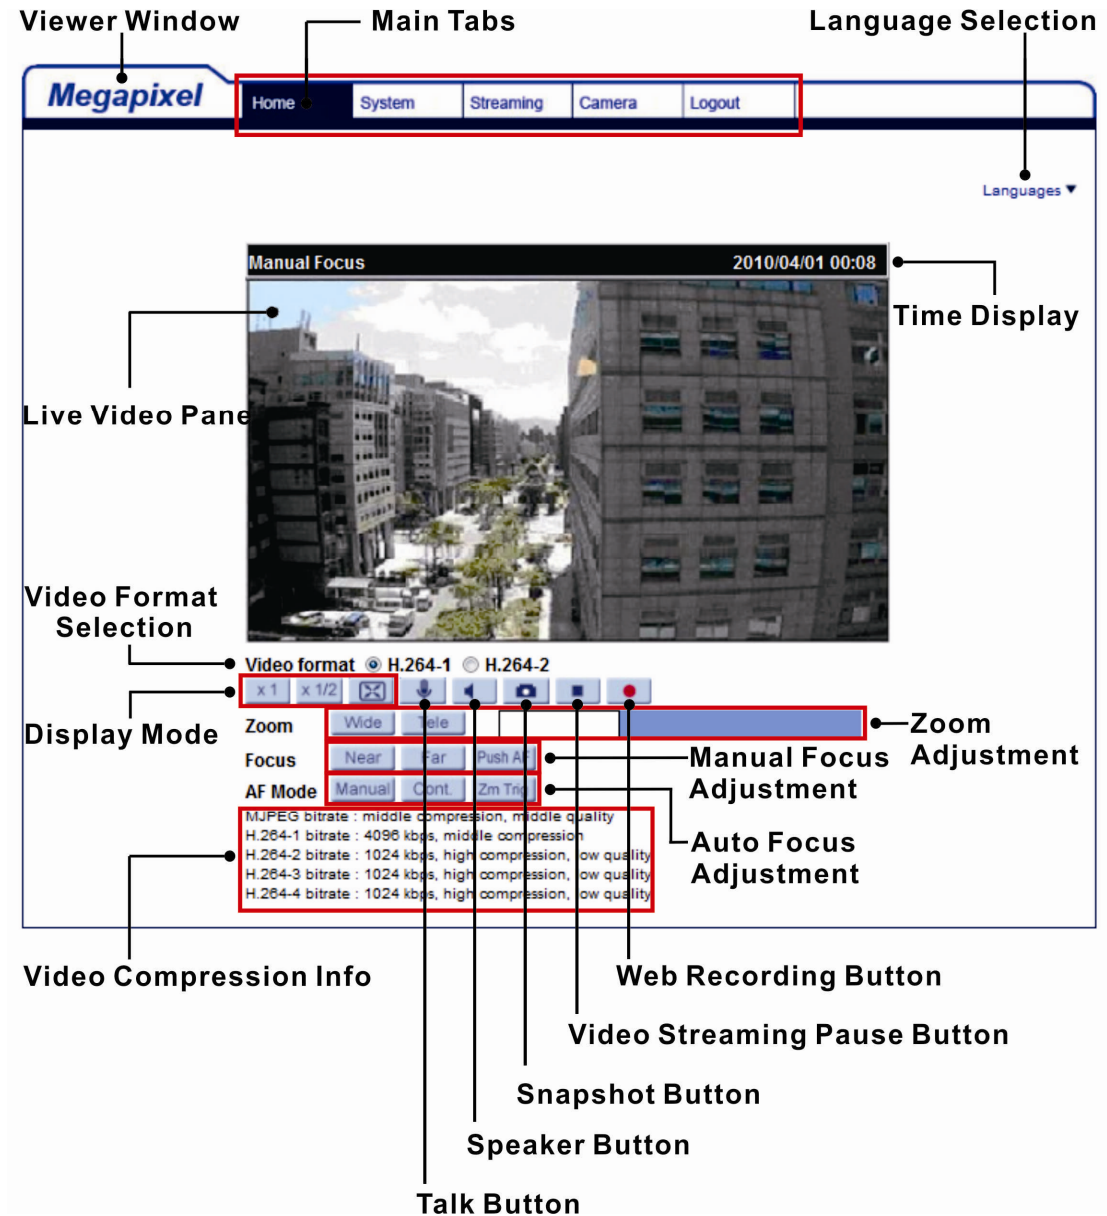 Viewer Window
Main Tabs
Language Selection
Megapixel
Home
System
Streaming
Camera
Logout
Languages ▼
Manual Focus
2010/04/01 00:08
Time Display
Live Video Pane
Video Format
Selection
Video format H.264-1 H.264-2
x 1
x 1/2
Display Mode
Zoom
Wide
Tele
Zoom
Adjustment
Focus
Near
Far
Push AF
Manual Focus
Adjustment
AF Mode
Manual
Cont.
Zm Trig
Auto Focus
Adjustment
MJPEG bitrate : middle compression, middle quality
H.264-1 bitrate : 4096 kbps, middle compression
H.264-2 bitrate : 1024 kbps, high compression, low quality
H.264-3 bitrate : 1024 kbps, high compression, low quality
H.264-4 bitrate : 1024 kbps, high compression, low quality
Video Compression Info
Web Recording Button
Video Streaming Pause Button
Snapshot Button
Speaker Button
Talk Button